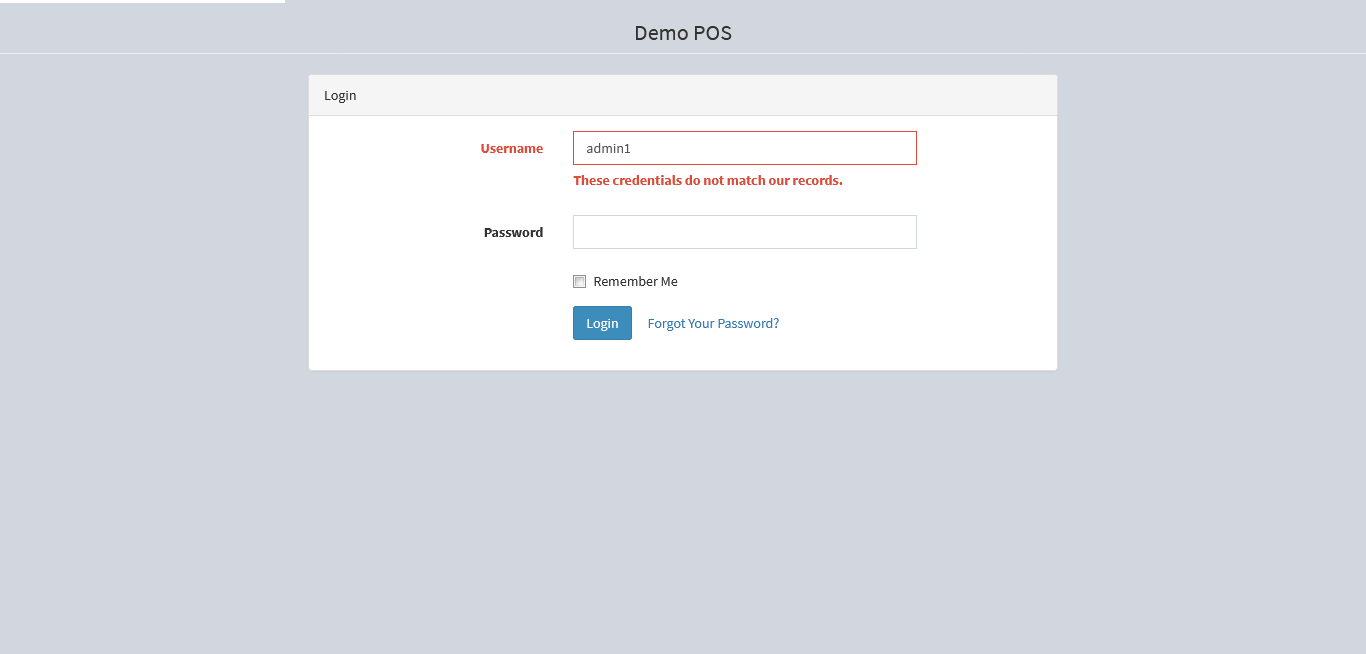 Demo POS
Login
Username
admin1
These credentials do not match our records.
Password
Remember Me
Login
Forgot Your Password?